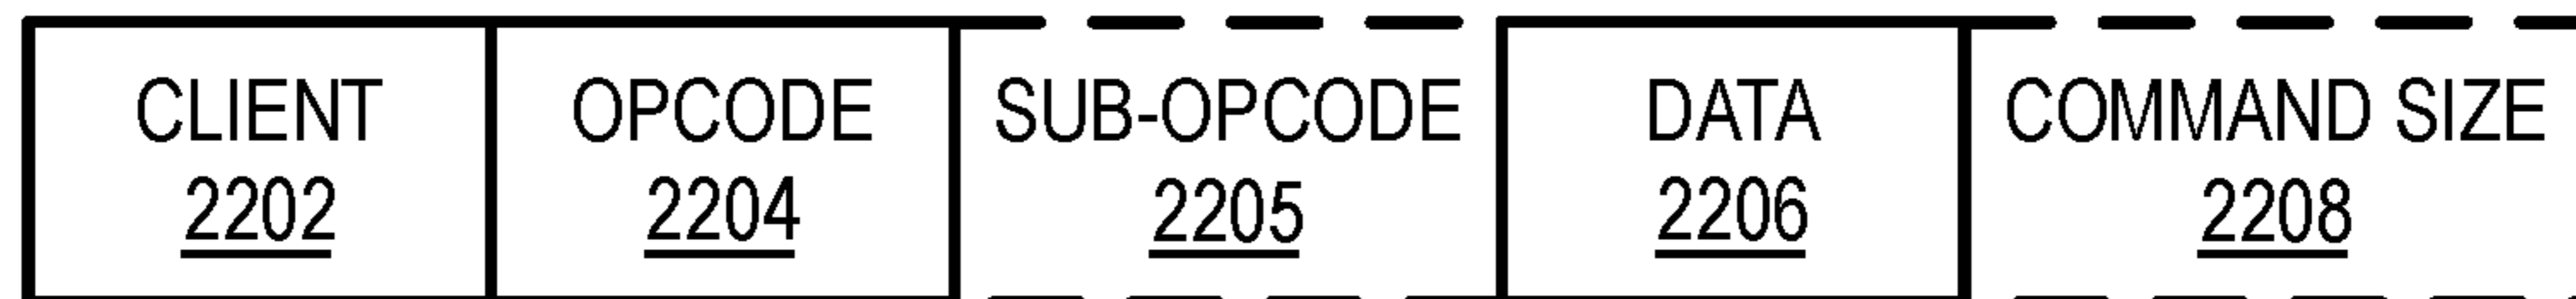 CLIENT
2202
OPCODE
2204
SUB-OPCODE
2205
DATA
2206
COMMAND SIZE
2208